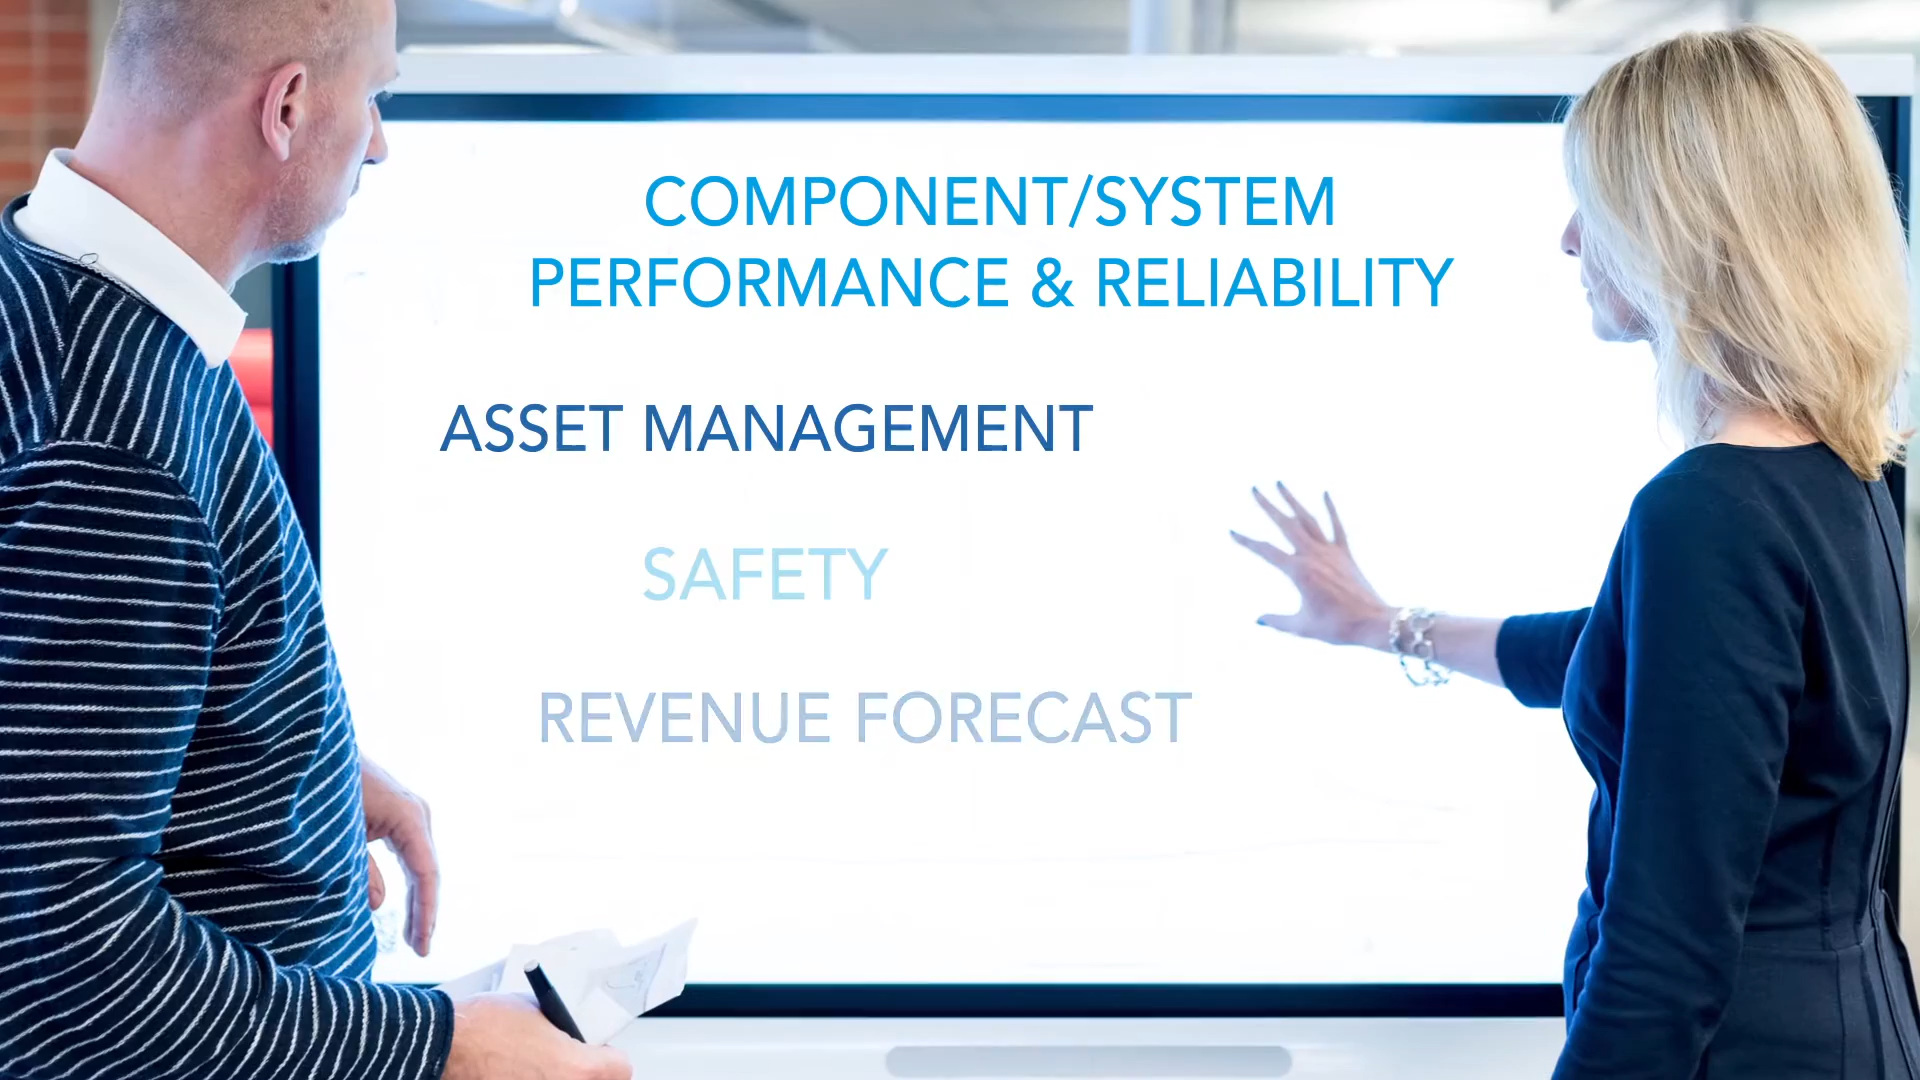 COMPONENT/SYSTEM
PERFORMANCE & RELIABILITY
ASSET MANAGEMENT
SAFETY
REVENUE FORECAST